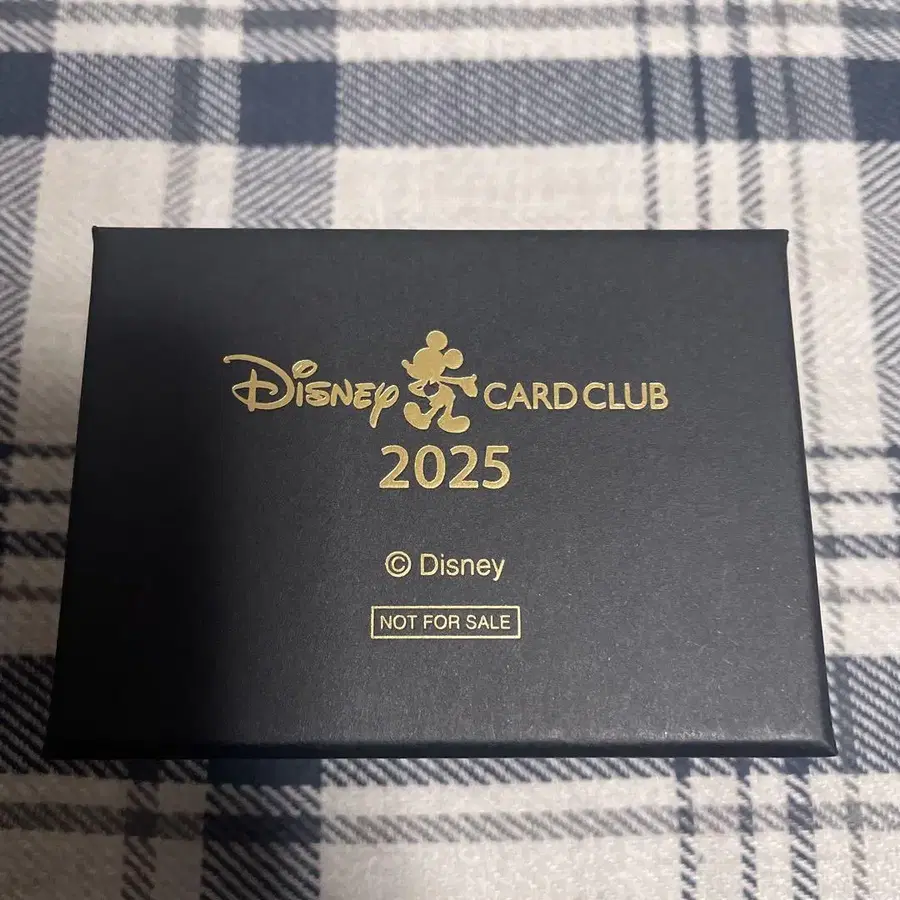 Disney CARD CLUB
2025
© Disney
NOT FOR SALE